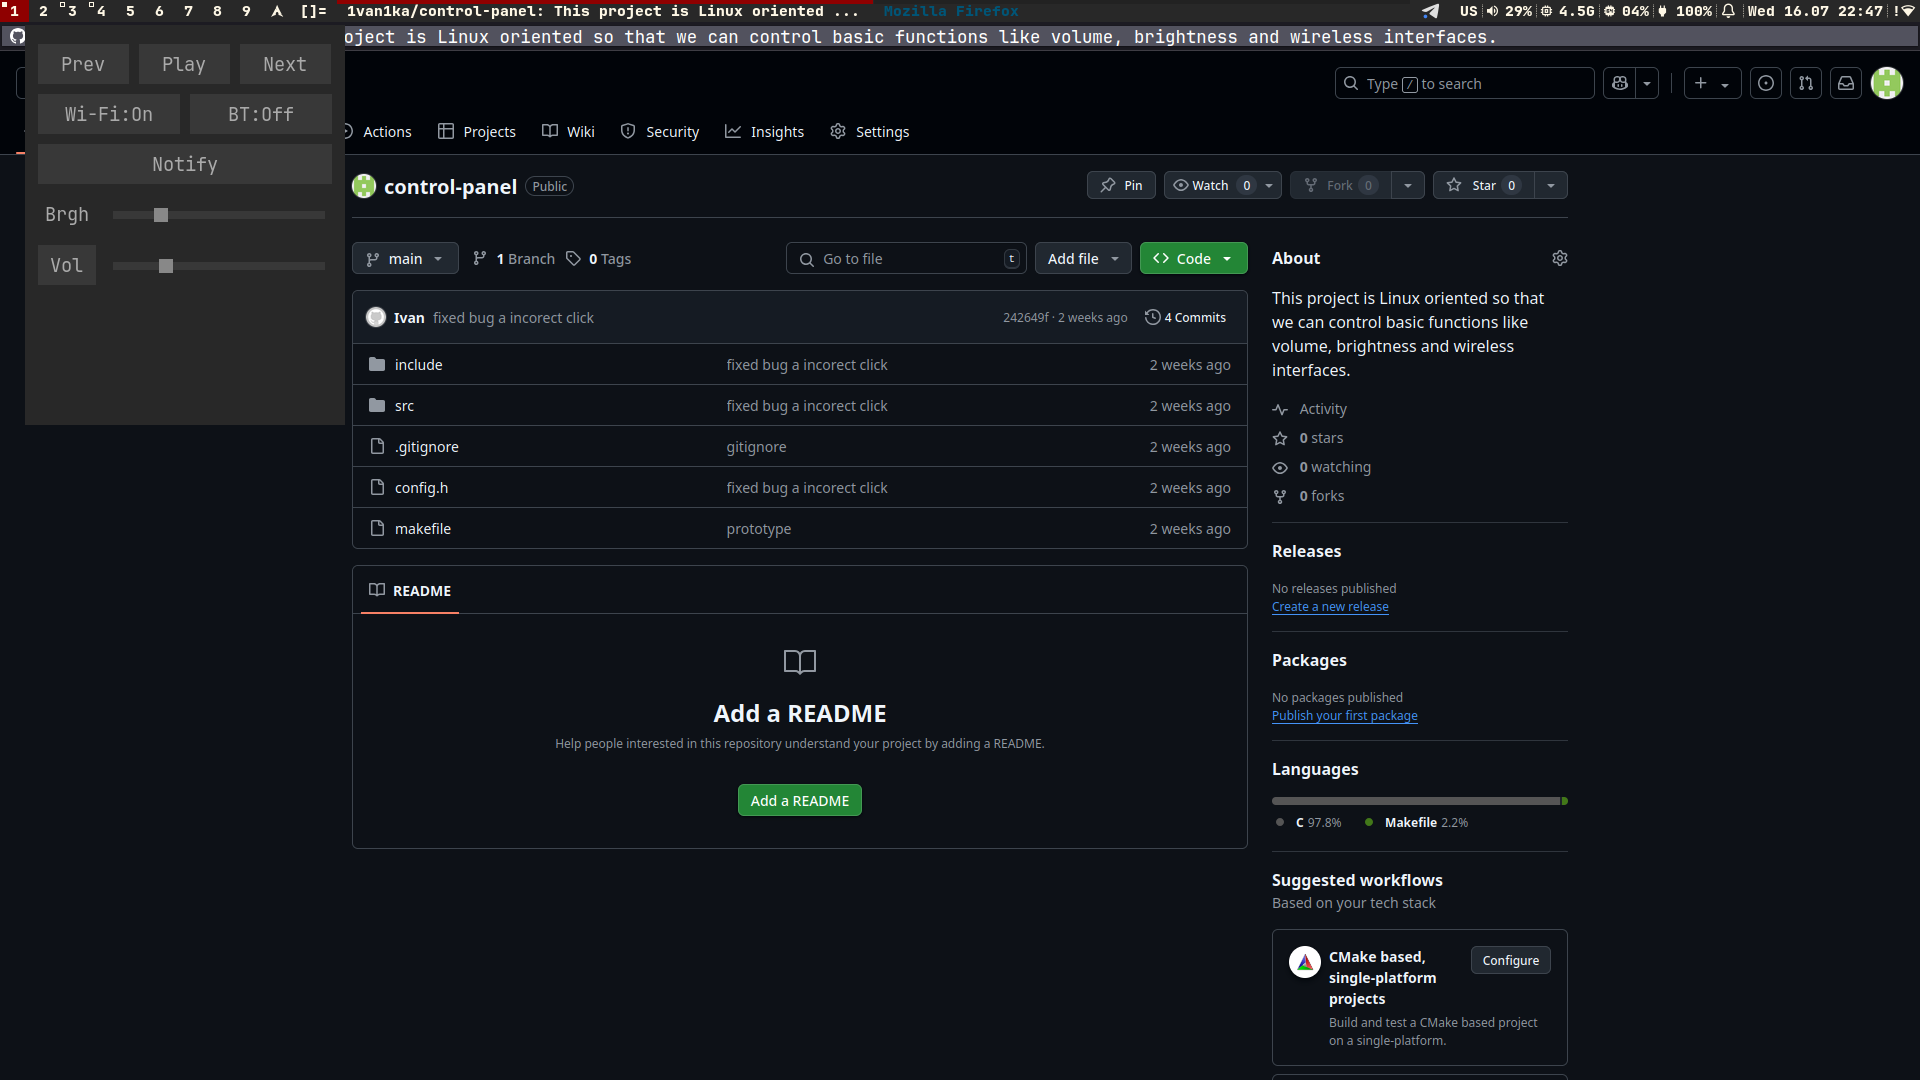 1 2 3 4 5 6 7 8 9 []= 1van1ka/control-panel: This project is Linux oriented ... Mozilla Firefox US 29% 4.5G 04% 100% Wed 16.07 22:47 !
oject is Linux oriented so that we can control basic functions like volume, brightness and wireless interfaces.
Prev Play Next
Wi-Fi:On BT:Off
Notify
Brgh
Vol
Type / to search
Actions Projects Wiki Security Insights Settings
control-panel Public
Pin Watch 0 Fork 0 Star 0
main 1 Branch 0 Tags Go to file t Add file Code
Ivan fixed bug a incorect click 242649f · 2 weeks ago 4 Commits
include fixed bug a incorect click 2 weeks ago
src fixed bug a incorect click 2 weeks ago
.gitignore gitignore 2 weeks ago
config.h fixed bug a incorect click 2 weeks ago
makefile prototype 2 weeks ago
README
Add a README
Help people interested in this repository understand your project by adding a README.
Add a README
About
This project is Linux oriented so that
we can control basic functions like
volume, brightness and wireless
interfaces.
Activity
0 stars
0 watching
0 forks
Releases
No releases published
Create a new release
Packages
No packages published
Publish your first package
Languages
C 97.8% Makefile 2.2%
Suggested workflows
Based on your tech stack
CMake based,
single-platform
projects
Configure
Build and test a CMake based project
on a single-platform.